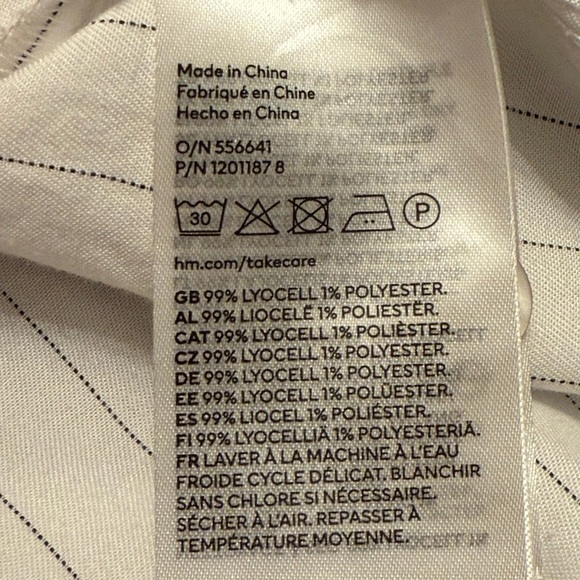 Made in China
Fabriqué en Chine
Hecho en China
O/N 556641
P/N 1201187 8
30 P
hm.com/takecare
GB 99% LYOCELL 1% POLYESTER.
AL 99% LIOCELË 1% POLIESTËR.
CAT 99% LYOCELL 1% POLIÈSTER.
CZ 99% LYOCELL 1% POLYESTER.
DE 99% LYOCELL 1% POLYESTER.
EE 99% LYOCELL 1% POLÜESTER.
ES 99% LIOCEL 1% POLIÉSTER.
FI 99% LYOCELLIÄ 1% POLYESTERIÄ.
FR LAVER À LA MACHINE À L'EAU
FROIDE CYCLE DÉLICAT. BLANCHIR
SANS CHLORE SI NÉCESSAIRE.
SÉCHER À L'AIR. REPASSER À
TEMPÉRATURE MOYENNE.